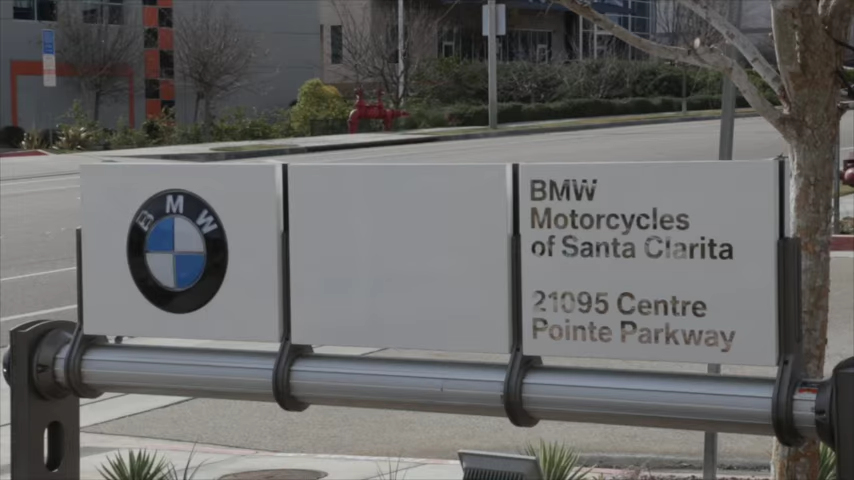 BMW
BMW
Motorcycles
of Santa Clarita
21095 Centre
Pointe Parkway